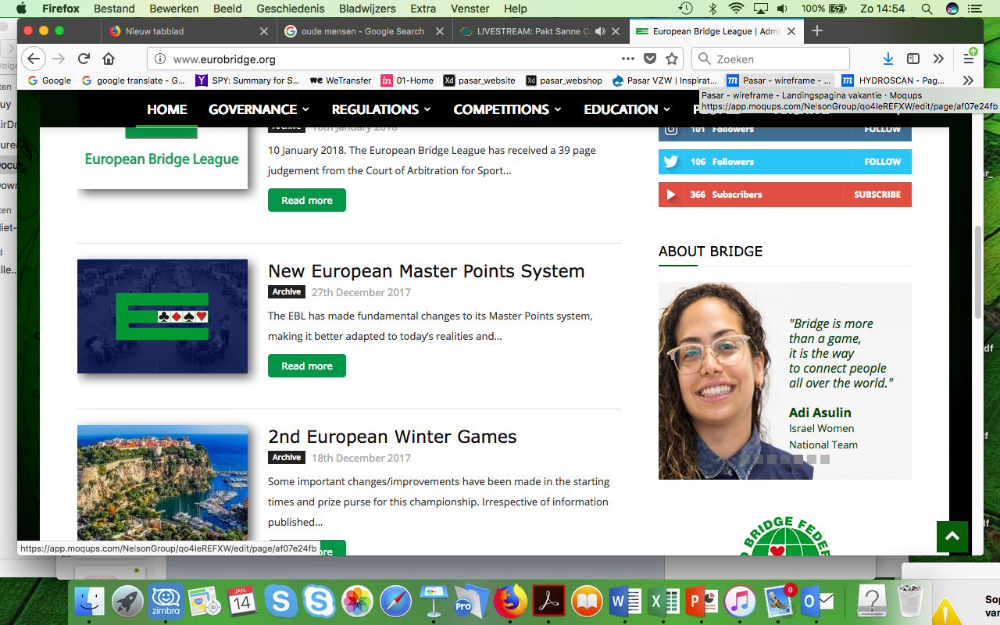 Firefox Bestand Bewerken Beeld Geschiedenis Bladwijzers Extra Venster Help 100% Zo 14:54
Nieuw tabblad
oude mensen - Google Search
LIVESTREAM: Pakt Sanne C
European Bridge League | Adm
www.eurobridge.org
Zoeken
Google
google translate - G...
SPY: Summary for S...
WeTransfer
01-Home
pasar_website
pasar_webshop
Pasar VZW | Inspirat...
Pasar - wireframe - ...
HYDROSCAN - Pag...
Pasar - wireframe - Landingspagina vakantie · Moqups
https://app.moqups.com/NelsonGroup/qo4IeREFXW/edit/page/af07e24fb
HOME GOVERNANCE REGULATIONS COMPETITIONS EDUCATION
Archive 10th January 2018
European Bridge League
10 January 2018. The European Bridge League has received a 39 page
judgement from the Court of Arbitration for Sport...
Read more
New European Master Points System
Archive 27th December 2017
The EBL has made fundamental changes to its Master Points system,
making it better adapted to today's realities and...
Read more
2nd European Winter Games
Archive 18th December 2017
Some important changes/improvements have been made in the starting
times and prize purse for this championship. Irrespective of information
published...
101 Followers FOLLOW
106 Followers FOLLOW
366 Subscribers SUBSCRIBE
ABOUT BRIDGE
"Bridge is more
than a game,
it is the way
to connect people
all over the world."
Adi Asulin
Israel Women
National Team
BRIDGE FEDER
https://app.moqups.com/NelsonGroup/qo4IeREFXW/edit/page/af07e24fb
zimbra
3D
JAN
14
PRO
W
X
P
9
O